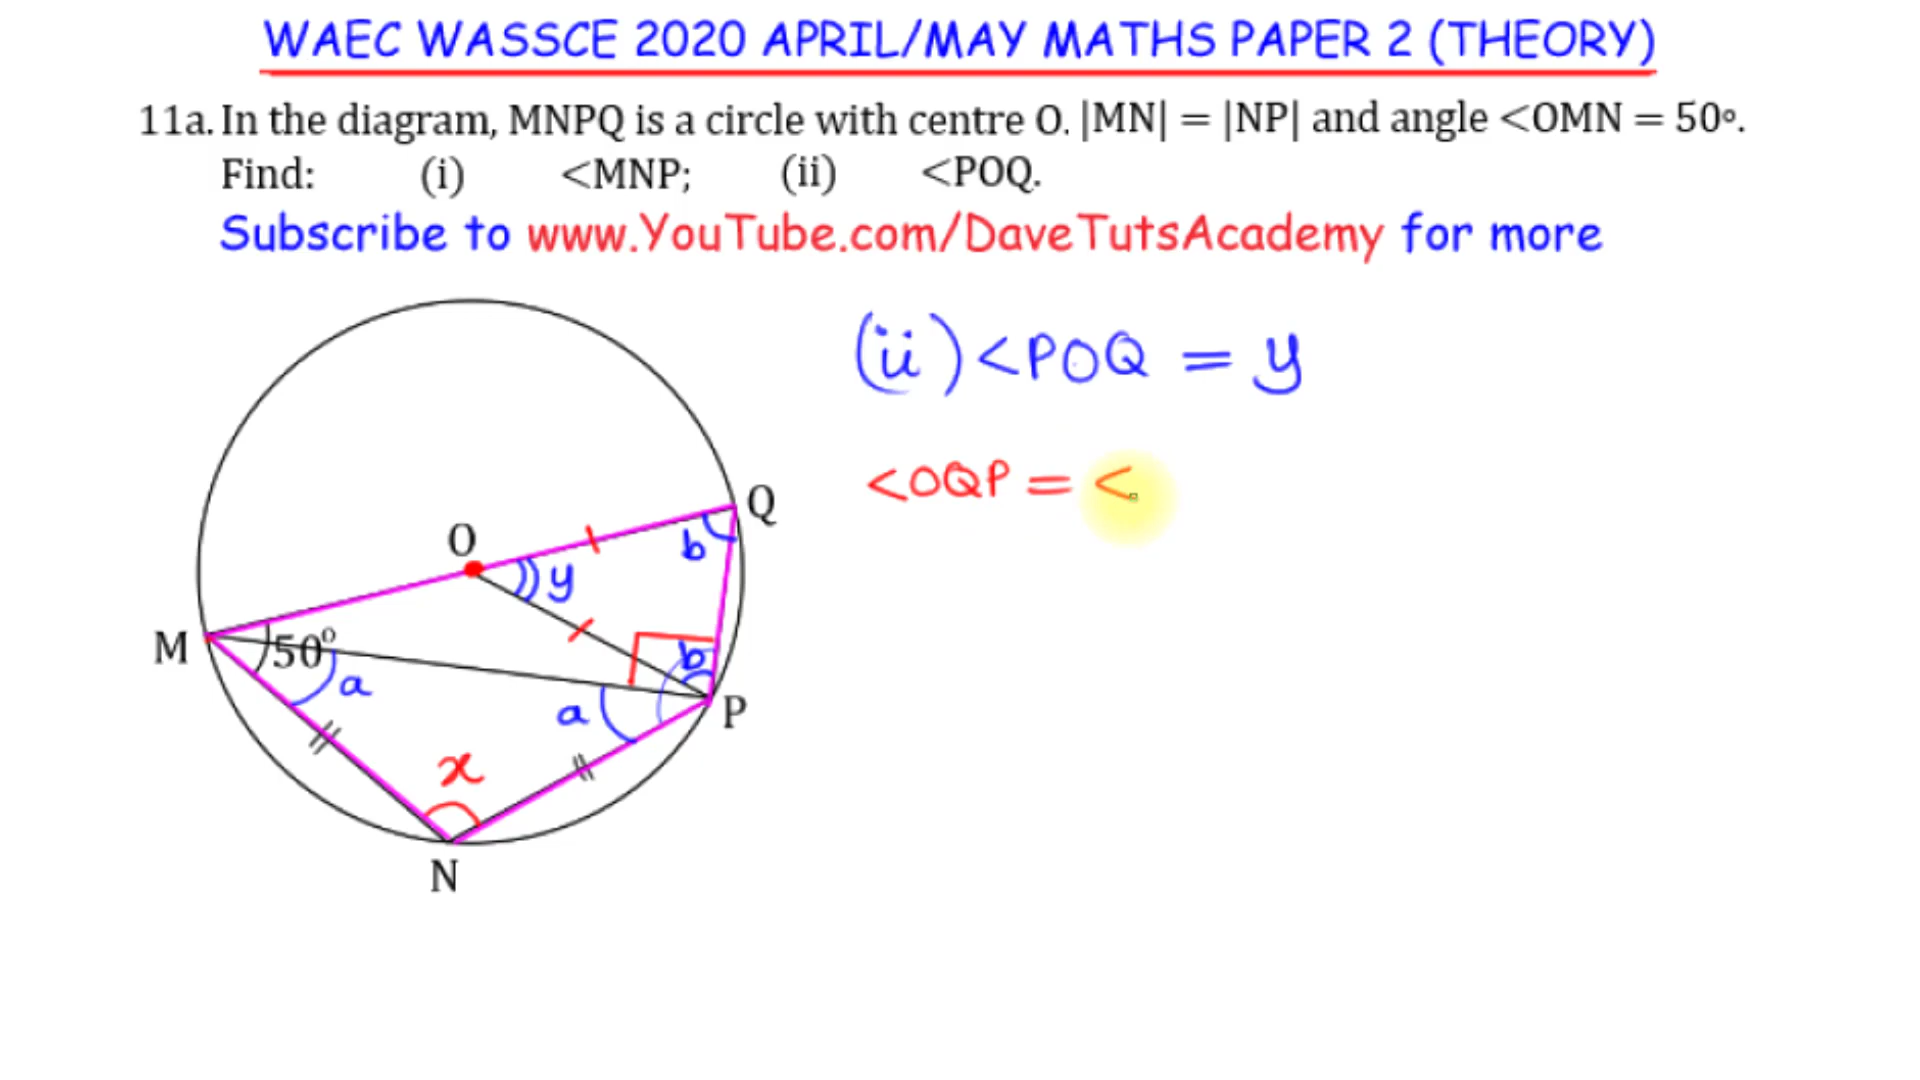 WAEC WASSCE 2020 APRIL/MAY MATHS PAPER 2 (THEORY)
11a. In the diagram, MNPQ is a circle with centre O. |MN| = |NP| and angle <OMN = 50°.
Find: (i) <MNP; (ii) <POQ.
Subscribe to www.YouTube.com/DaveTutsAcademy for more
(ii) <POQ = y
<OQP = <
Q
O
b
y
M
50°
b
a
a
P
x
N